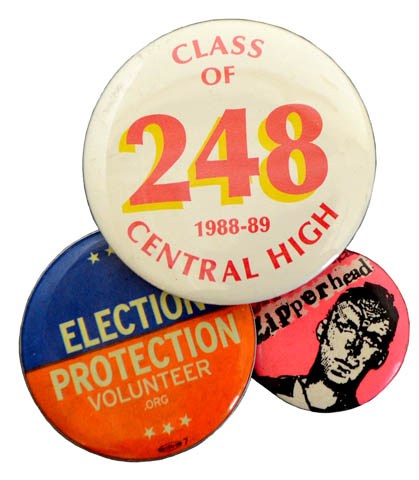 CLASS
OF
248
1988-89
CENTRAL HIGH
ELECTION
PROTECTION
VOLUNTEER
.ORG
Zipperhead